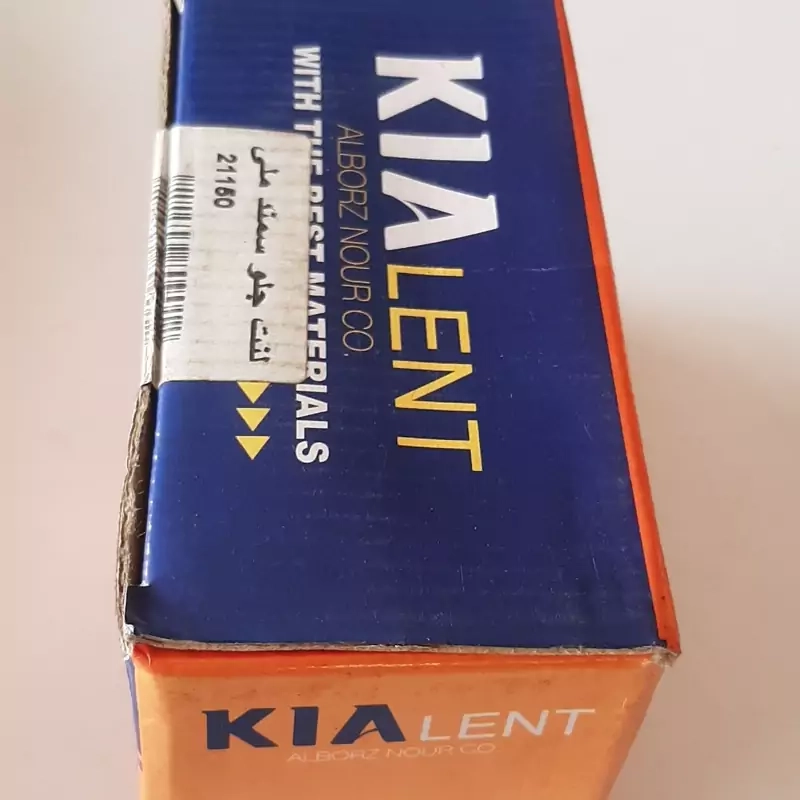 KIALENT
ALBORZ NOUR CO.
WITH THE BEST MATERIALS
لنت جلو سمند ملی
21160
KIALENT
ALBORZ NOUR CO